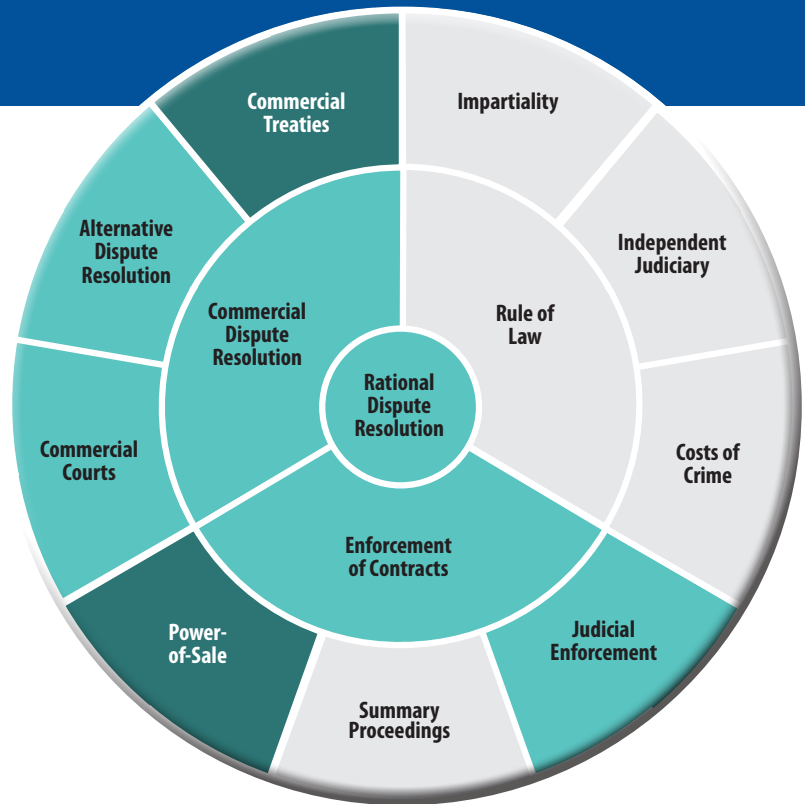 Commercial
Treaties
Impartiality
Alternative
Dispute
Resolution
Independent
Judiciary
Commercial
Dispute
Resolution
Rule of
Law
Rational
Dispute
Resolution
Commercial
Courts
Costs of
Crime
Enforcement
of Contracts
Power-
of-Sale
Judicial
Enforcement
Summary
Proceedings